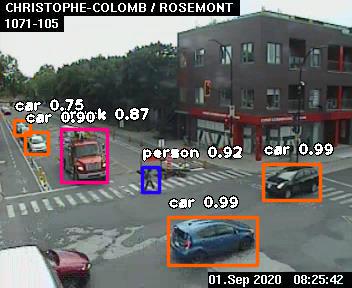 CHRISTOPHE-COLOMB / ROSEMONT
1071-105
car 0.75
truck 0.87
car 0.90
person 0.92
car 0.99
car 0.99
01.Sep 2020 08:25:42